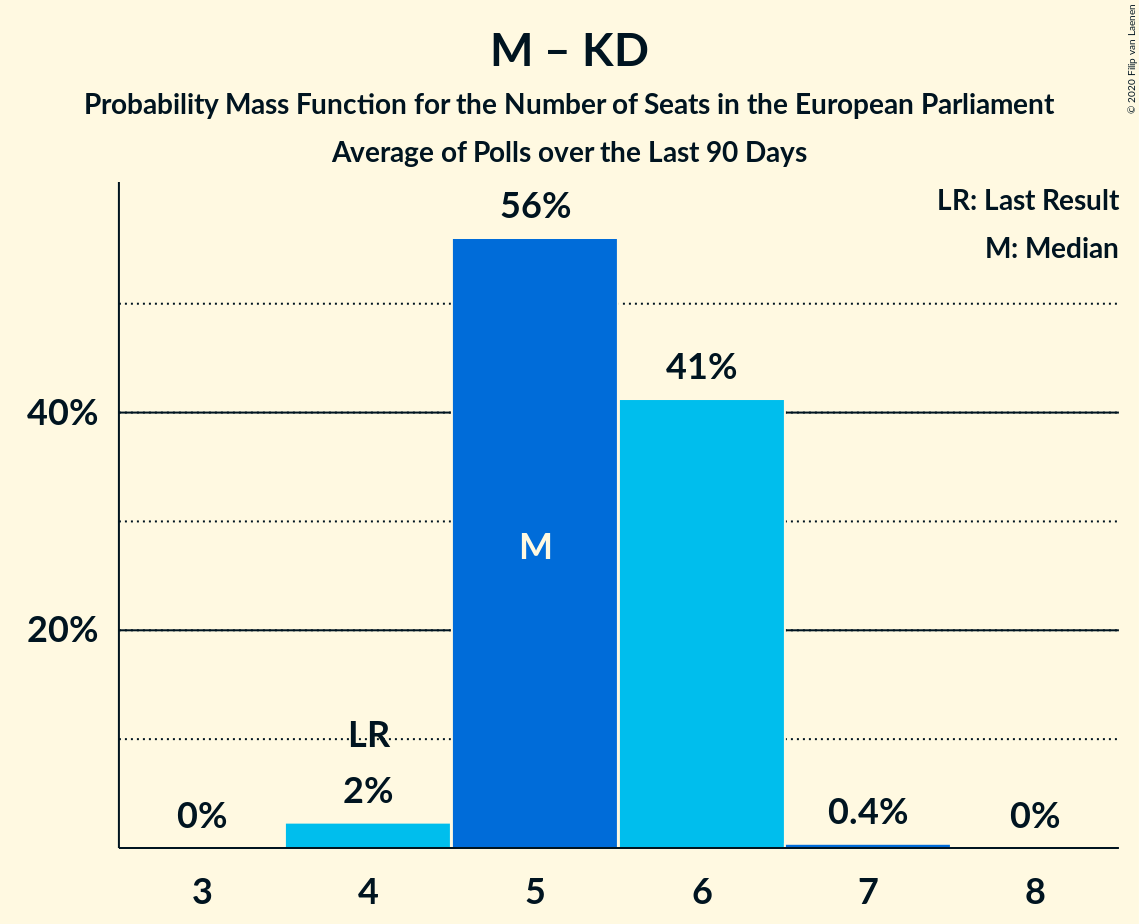 M – KD
Probability Mass Function for the Number of Seats in the European Parliament
Average of Polls over the Last 90 Days
© 2020 Filip van Laenen
LR: Last Result
M: Median
56%
41%
40%
M
20%
LR
2%
0%
0.4%
0%
3 4 5 6 7 8